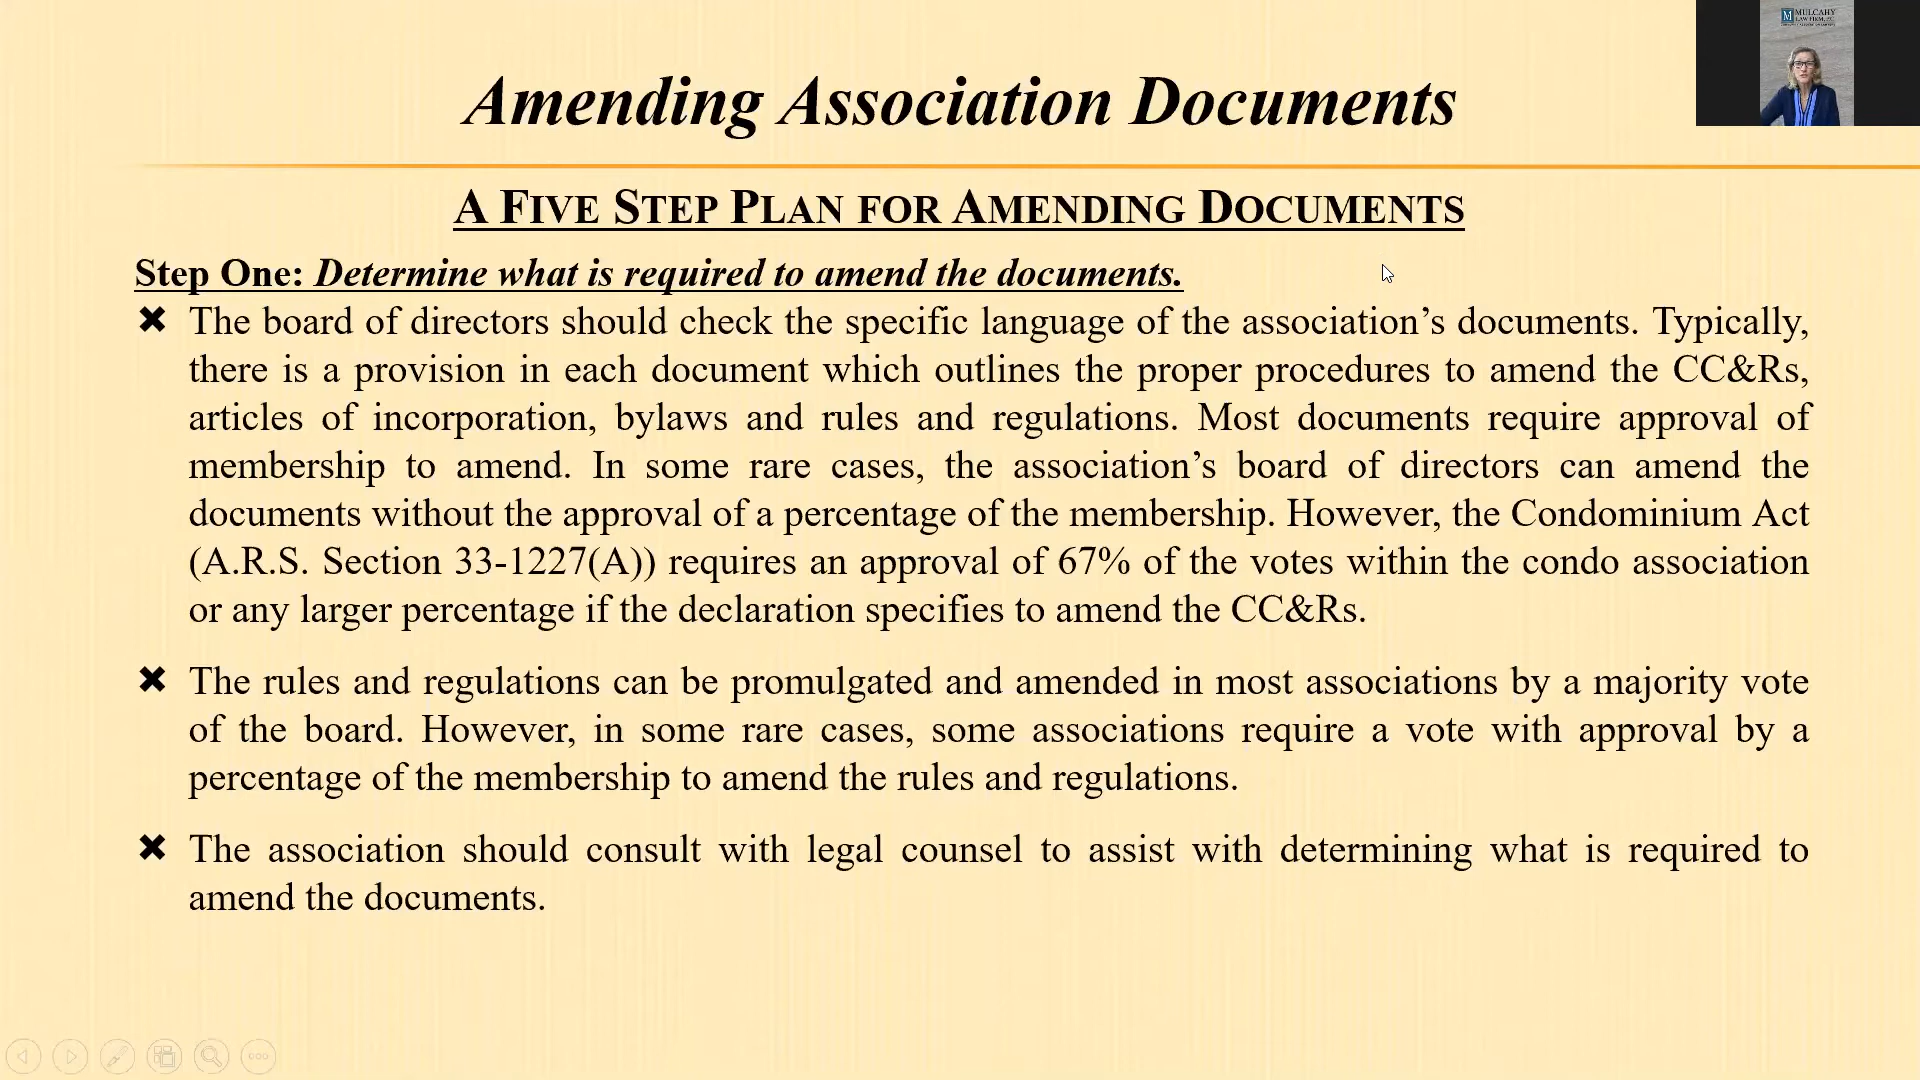 MULCAHY
LAW FIRM, P.C.
Amending Association Documents
A FIVE STEP PLAN FOR AMENDING DOCUMENTS
Step One: Determine what is required to amend the documents.
✖ The board of directors should check the specific language of the association’s documents. Typically,
there is a provision in each document which outlines the proper procedures to amend the CC&Rs,
articles of incorporation, bylaws and rules and regulations. Most documents require approval of
membership to amend. In some rare cases, the association’s board of directors can amend the
documents without the approval of a percentage of the membership. However, the Condominium Act
(A.R.S. Section 33-1227(A)) requires an approval of 67% of the votes within the condo association
or any larger percentage if the declaration specifies to amend the CC&Rs.
✖ The rules and regulations can be promulgated and amended in most associations by a majority vote
of the board. However, in some rare cases, some associations require a vote with approval by a
percentage of the membership to amend the rules and regulations.
✖ The association should consult with legal counsel to assist with determining what is required to
amend the documents.